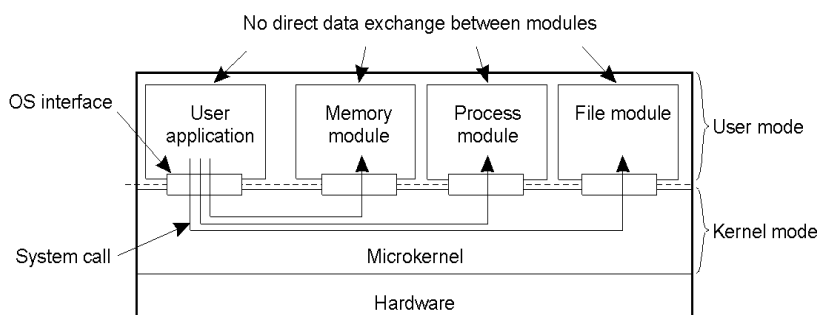 No direct data exchange between modules
OS interface
User
application
Memory
module
Process
module
File module
User mode
System call
Microkernel
Kernel mode
Hardware